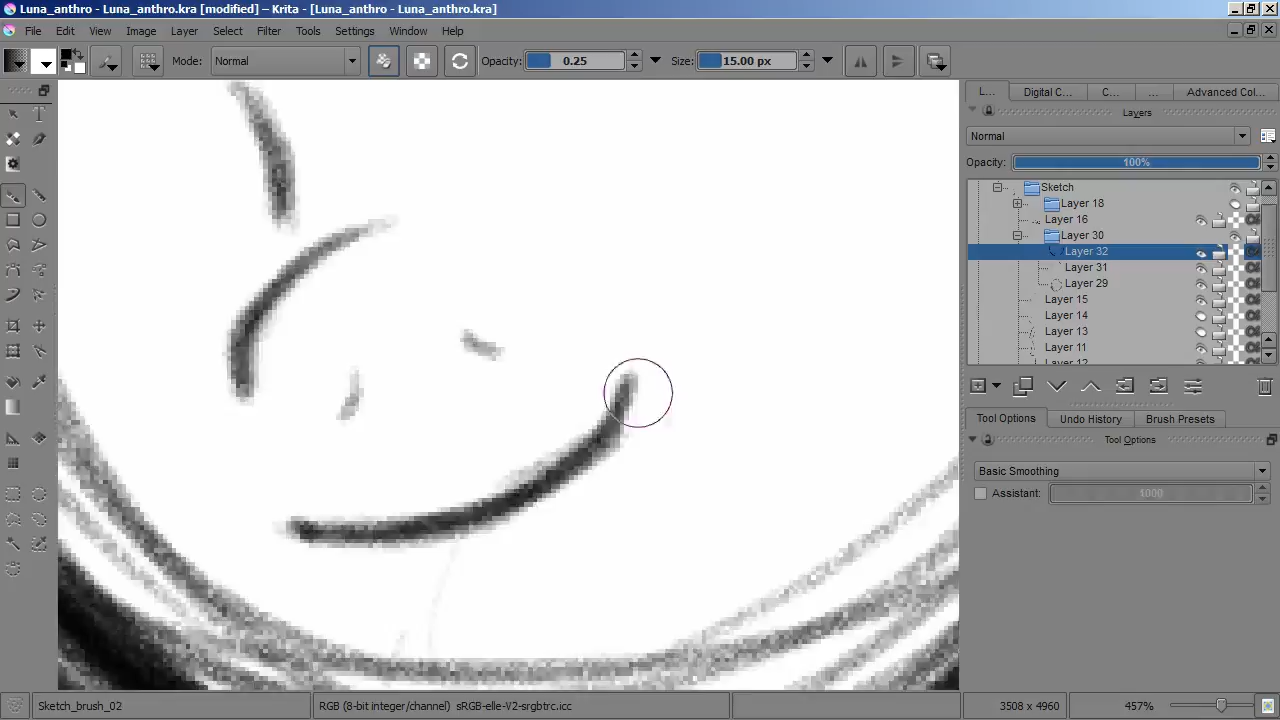 Luna_anthro - Luna_anthro.kra [modified] – Krita - [Luna_anthro - Luna_anthro.kra]
File Edit View Image Layer Select Filter Tools Settings Window Help
Mode: Normal Opacity: 0.25 Size: 15.00 px
L... Digital C... C... ... Advanced Col...
Layers
Normal
Opacity: 100%
Sketch
Layer 18
Layer 16
Layer 30
Layer 32
Layer 31
Layer 29
Layer 15
Layer 14
Layer 13
Layer 11
Layer 12
Tool Options Undo History Brush Presets
Tool Options
Basic Smoothing
Assistant: 1000
Sketch_brush_02 RGB (8-bit integer/channel) sRGB-elle-V2-srgbtrc.icc 3508 x 4960 457%